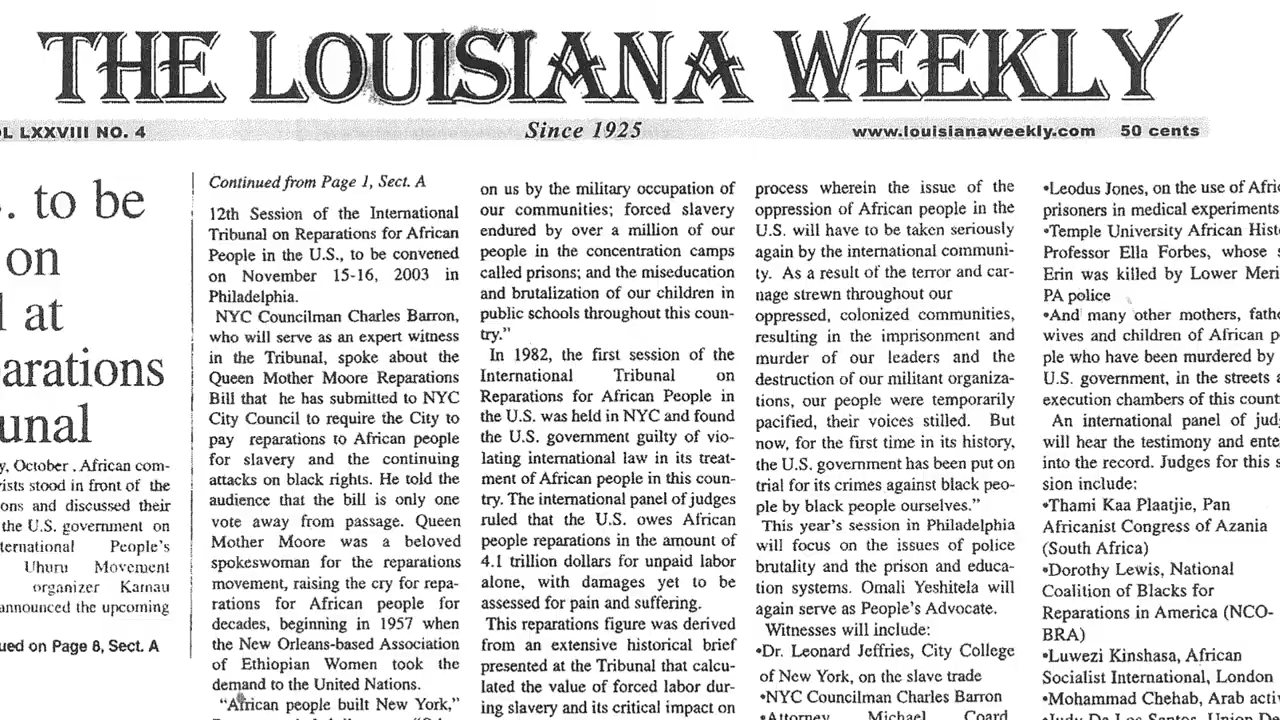 THE LOUISIANA WEEKLY
LXXVIII NO. 4
Since 1925
www.louisianaweekly.com 50 cents
. to be
on
at
unal
October . African com-
stood in front of the
and discussed their
the U.S. government on
People's
Uhuru Movement
organizer Kamau
announced the upcoming
on Page 8, Sect. A
Continued from Page 1, Sect. A
12th Session of the International
Tribunal on Reparations for African
People in the U.S., to be convened
on November 15-16, 2003 in
Philadelphia.
NYC Councilman Charles Barron,
who will serve as an expert witness
in the Tribunal, spoke about the
Queen Mother Moore Reparations
Bill that he has submitted to NYC
City Council to require the City to
pay reparations to African people
for slavery and the continuing
attacks on black rights. He told the
audience that the bill is only one
vote away from passage. Queen
Mother Moore was a beloved
spokeswoman for the reparations
movement, raising the cry for repa-
rations for African people for
decades, beginning in 1957 when
the New Orleans-based Association
of Ethiopian Women took the
demand to the United Nations.
"African people built New York,"
on us by the military occupation of
our communities; forced slavery
endured by over a million of our
people in the concentration camps
called prisons; and the miseducation
and brutalization of our children in
public schools throughout this coun-
try."
In 1982, the first session of the
International Tribunal on
Reparations for African People in
the U.S. was held in NYC and found
the U.S. government guilty of vio-
lating international law in its treat-
ment of African people in this coun-
try. The international panel of judges
ruled that the U.S. owes African
people reparations in the amount of
4.1 trillion dollars for unpaid labor
alone, with damages yet to be
assessed for pain and suffering.
This reparations figure was derived
from an extensive historical brief
presented at the Tribunal that calcu-
lated the value of forced labor dur-
ing slavery and its critical impact on
process wherein the issue of the
oppression of African people in the
U.S. will have to be taken seriously
again by the international communi-
ty. As a result of the terror and car-
nage strewn throughout our
oppressed, colonized communities,
resulting in the imprisonment and
murder of our leaders and the
destruction of our militant organiza-
tions, our people were temporarily
pacified, their voices stilled. But
now, for the first time in its history,
the U.S. government has been put on
trial for its crimes against black peo-
ple by black people ourselves."
This year's session in Philadelphia
will focus on the issues of police
brutality and the prison and educa-
tion systems. Omali Yeshitela will
again serve as People's Advocate.
Witnesses will include:
•Dr. Leonard Jeffries, City College
of New York, on the slave trade
•NYC Councilman Charles Barron
•Attorney Michael Coard
•Leodus Jones, on the use of
prisoners in medical experiments
•Temple University African
Professor Ella Forbes, whose
Erin was killed by Lower
PA police
•And many other mothers,
wives and children of African
ple who have been murdered by
U.S. government, in the streets
execution chambers of this
An international panel of
will hear the testimony and
into the record. Judges for this
sion include:
•Thami Kaa Plaatjie, Pan
Africanist Congress of Azania
(South Africa)
•Dorothy Lewis, National
Coalition of Blacks for
Reparations in America (NCO-
BRA)
•Luwezi Kinshasa, African
Socialist International, London
•Mohammad Chehab, Arab